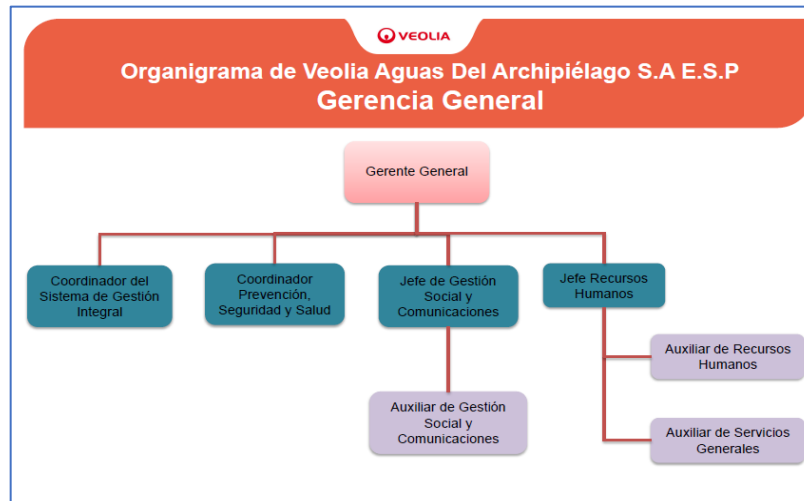 VEOLIA
Organigrama de Veolia Aguas Del Archipiélago S.A E.S.P
Gerencia General
Gerente General
Coordinador del
Sistema de Gestión
Integral
Coordinador
Prevención,
Seguridad y Salud
Jefe de Gestión
Social y
Comunicaciones
Jefe Recursos
Humanos
Auxiliar de Recursos
Humanos
Auxiliar de Gestión
Social y
Comunicaciones
Auxiliar de Servicios
Generales